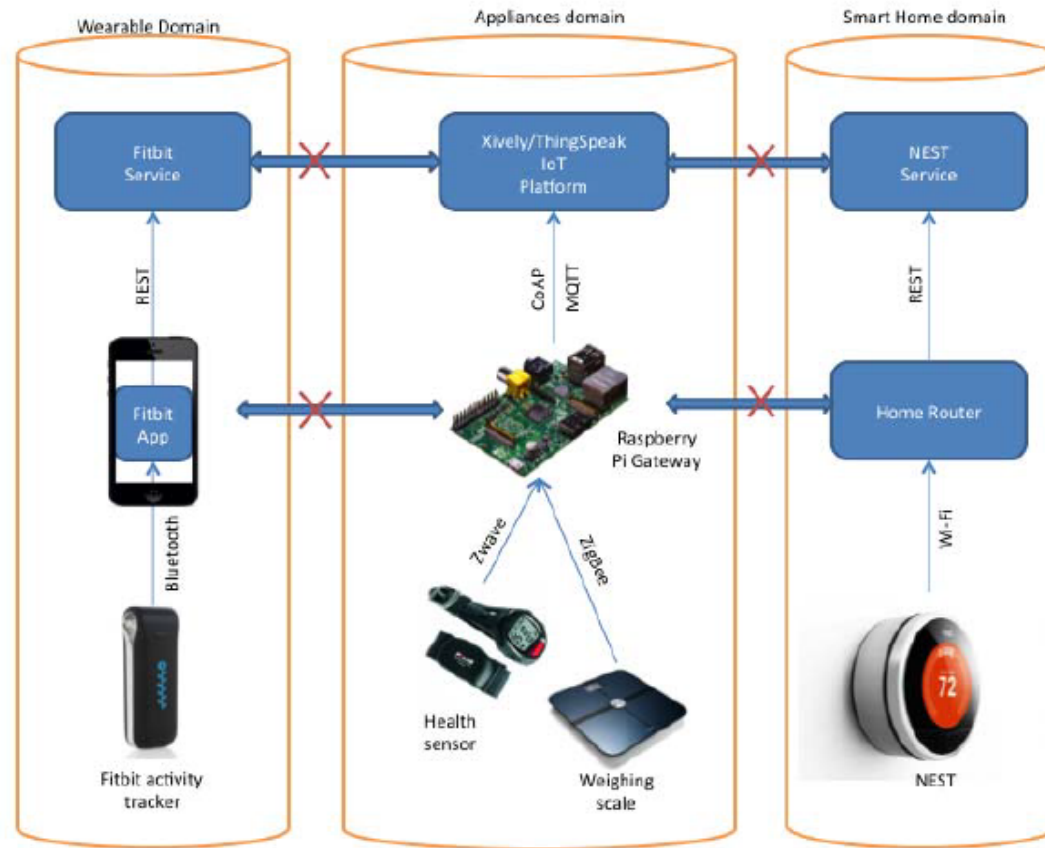 Wearable Domain
Appliances domain
Smart Home domain
Fitbit
Service
Xively/ThingSpeak
IoT
Platform
NEST
Service
REST
CoAP
MQTT
REST
Fitbit
App
Raspberry
Pi Gateway
Home Router
Bluetooth
Zwave
ZigBee
Wi-Fi
72
Health
sensor
Fitbit activity
tracker
Weighing
scale
NEST